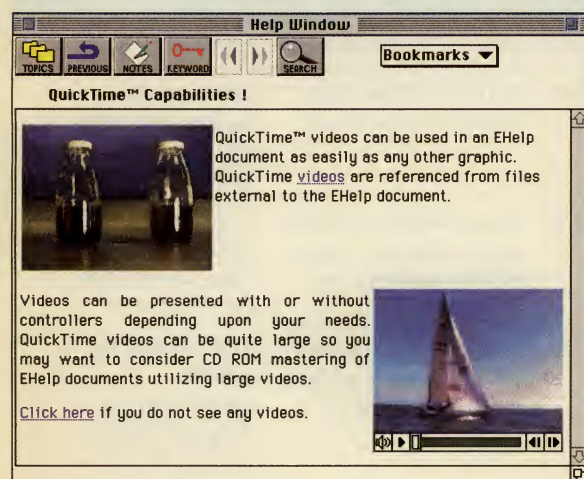 Help Window
TOPICS PREVIOUS NOTES KEYWORD SEARCH Bookmarks
QuickTime™ Capabilities !
QuickTime™ videos can be used in an EHelp
document as easily as any other graphic.
QuickTime videos are referenced from files
external to the EHelp document.
Videos can be presented with or without
controllers depending upon your needs.
QuickTime videos can be quite large so you
may want to consider CD ROM mastering of
EHelp documents utilizing large videos.
Click here if you do not see any videos.